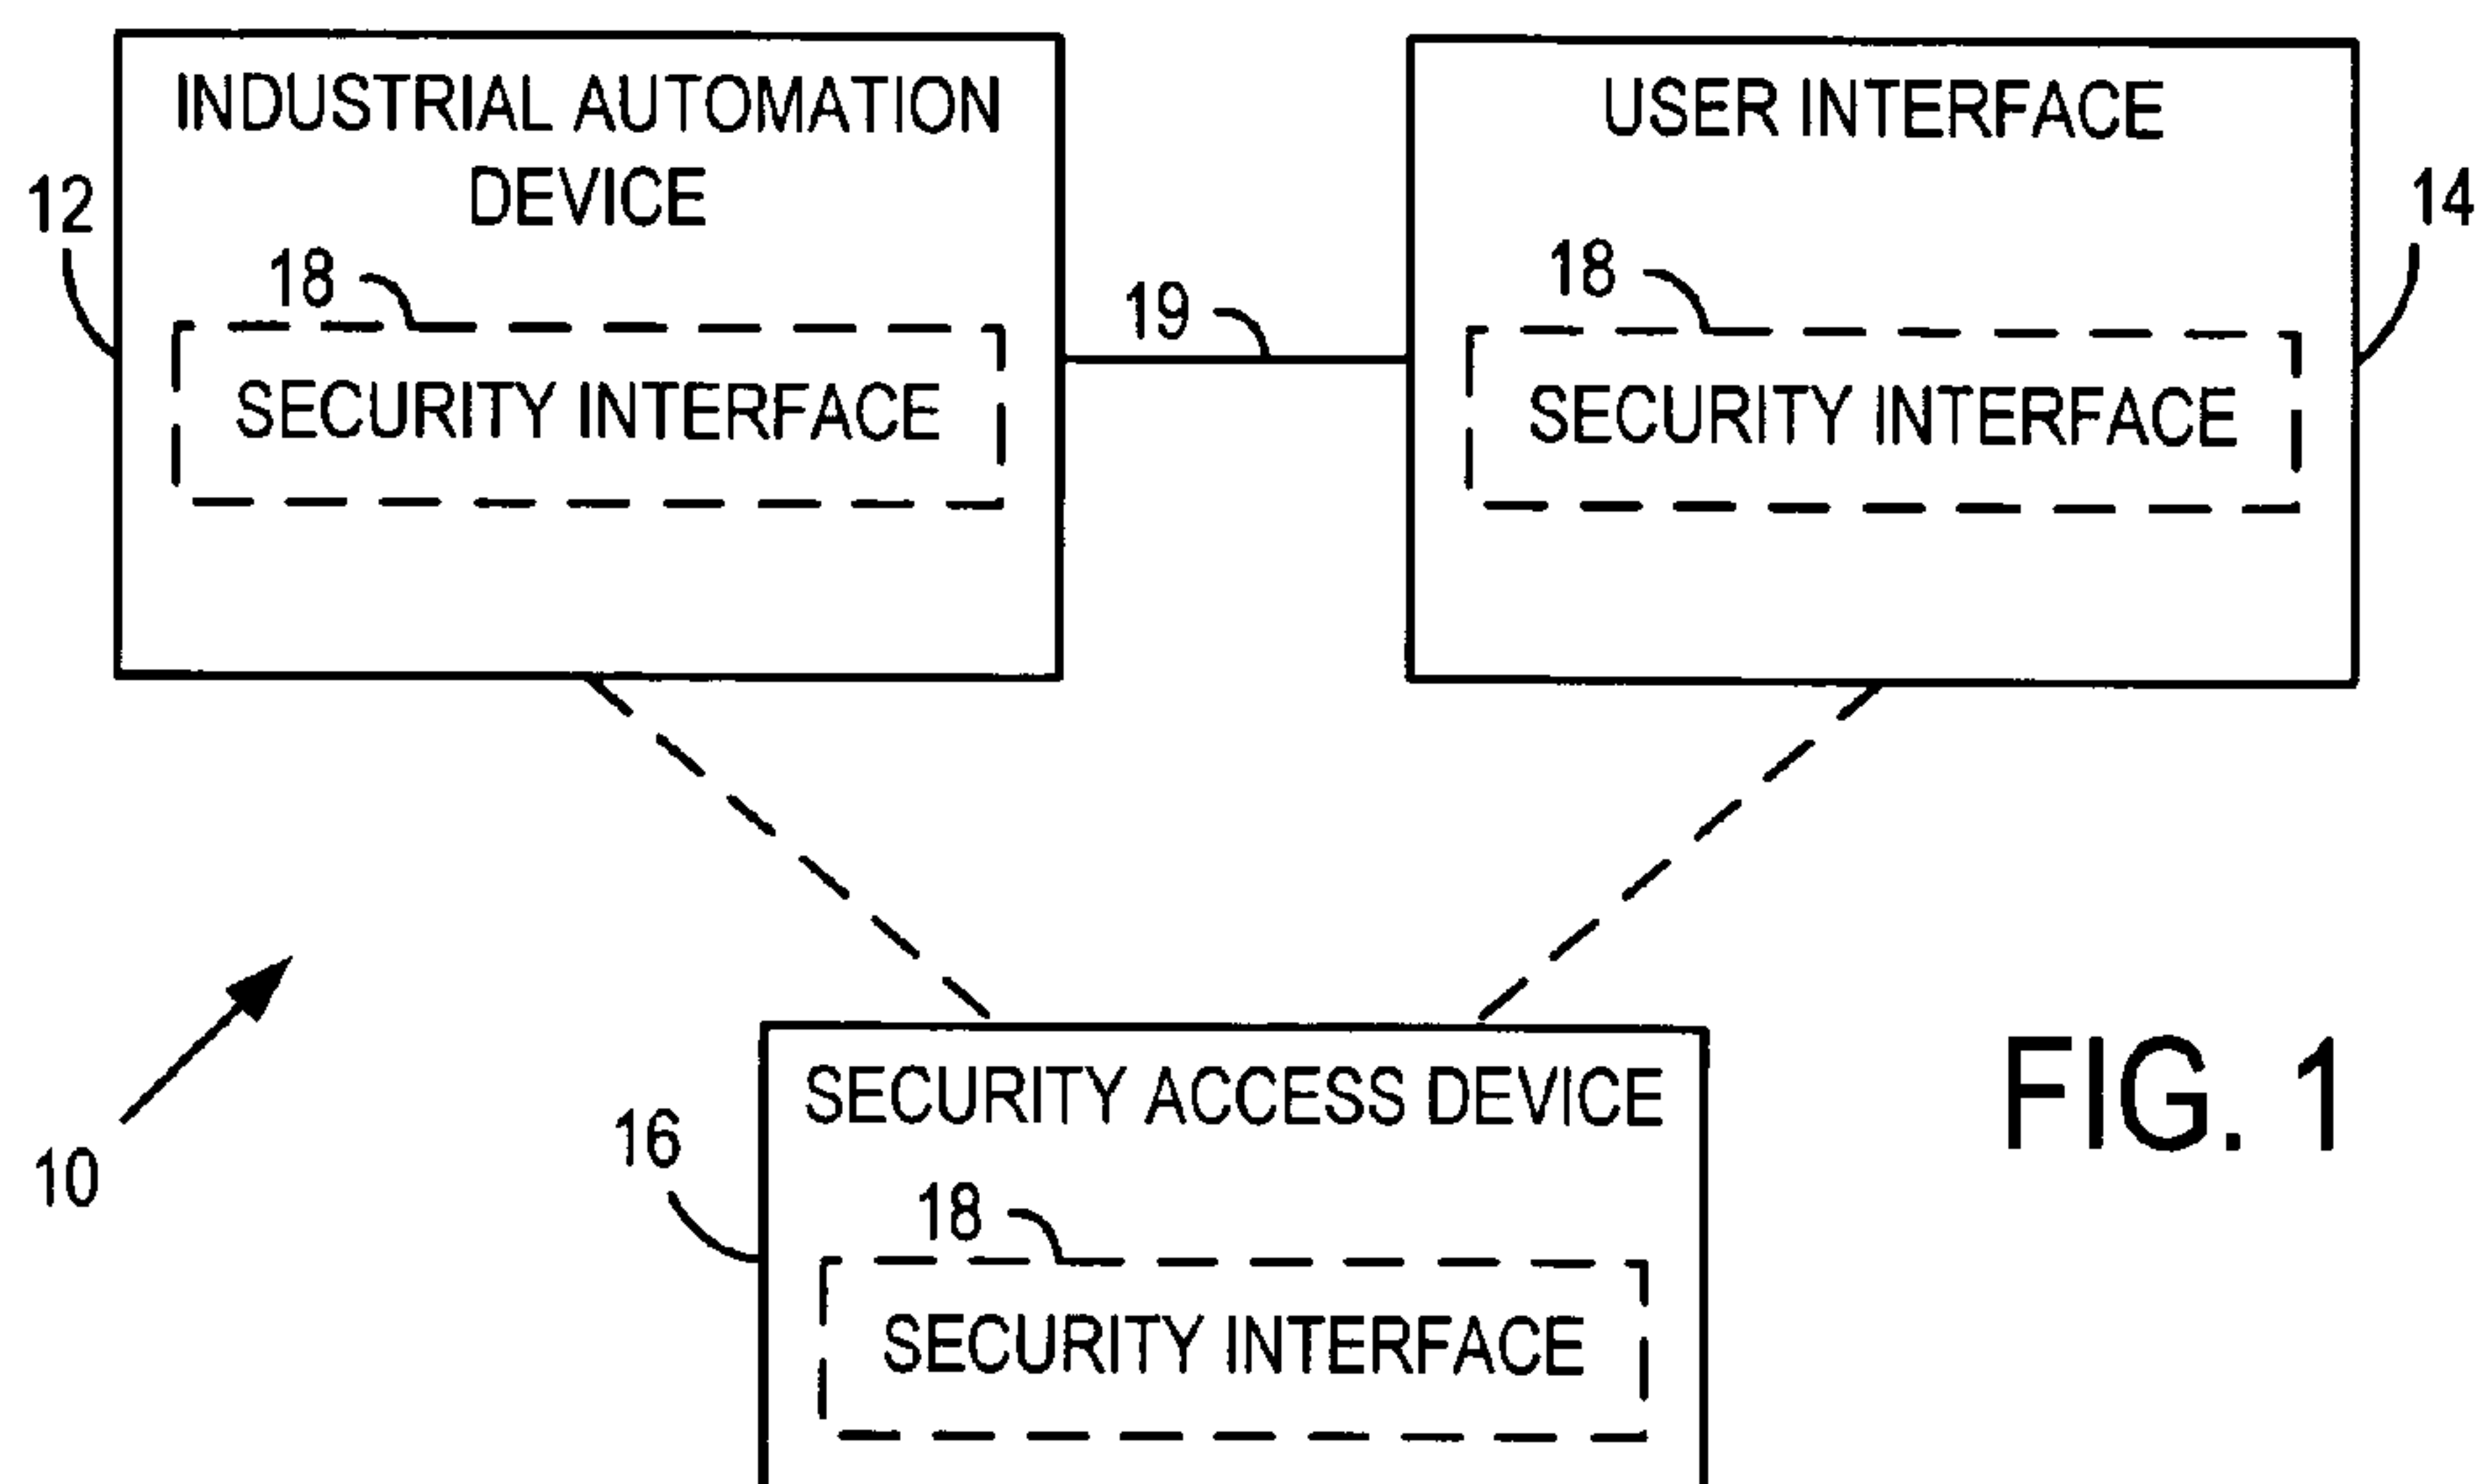 INDUSTRIAL AUTOMATION
DEVICE
12
18
SECURITY INTERFACE
19
USER INTERFACE
14
18
SECURITY INTERFACE
10
SECURITY ACCESS DEVICE
16
18
SECURITY INTERFACE
FIG. 1